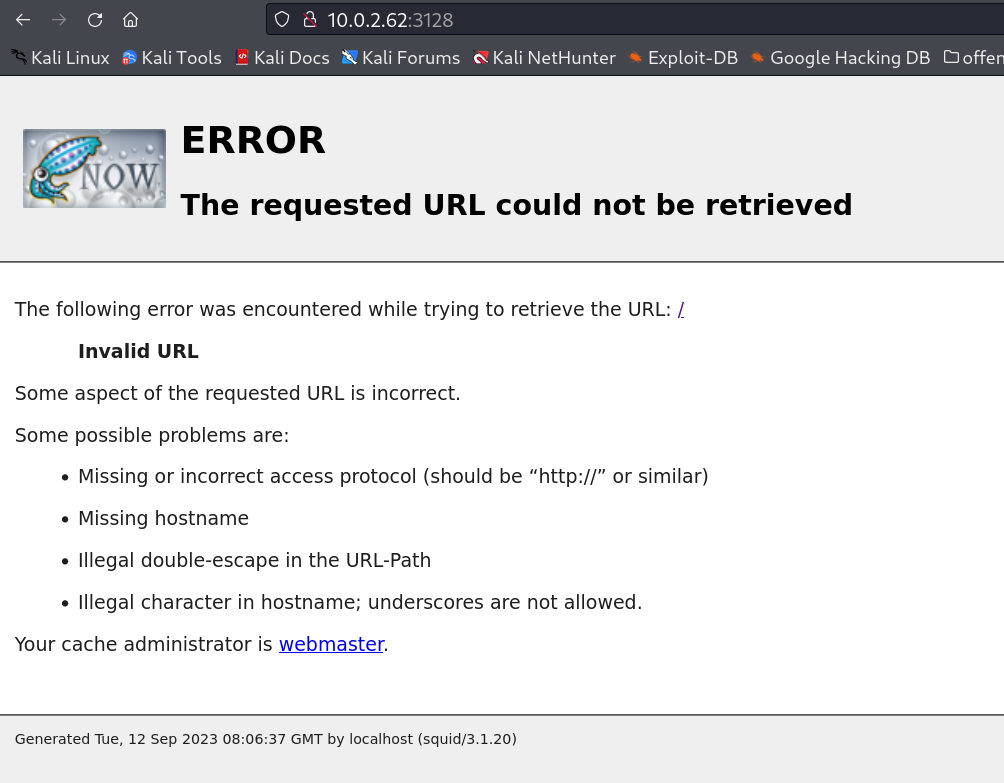 10.0.2.62:3128
Kali Linux Kali Tools Kali Docs Kali Forums Kali NetHunter Exploit-DB Google Hacking DB offen
NOW
ERROR
The requested URL could not be retrieved
The following error was encountered while trying to retrieve the URL: /
Invalid URL
Some aspect of the requested URL is incorrect.
Some possible problems are:
• Missing or incorrect access protocol (should be “http://” or similar)
• Missing hostname
• Illegal double-escape in the URL-Path
• Illegal character in hostname; underscores are not allowed.
Your cache administrator is webmaster.
Generated Tue, 12 Sep 2023 08:06:37 GMT by localhost (squid/3.1.20)